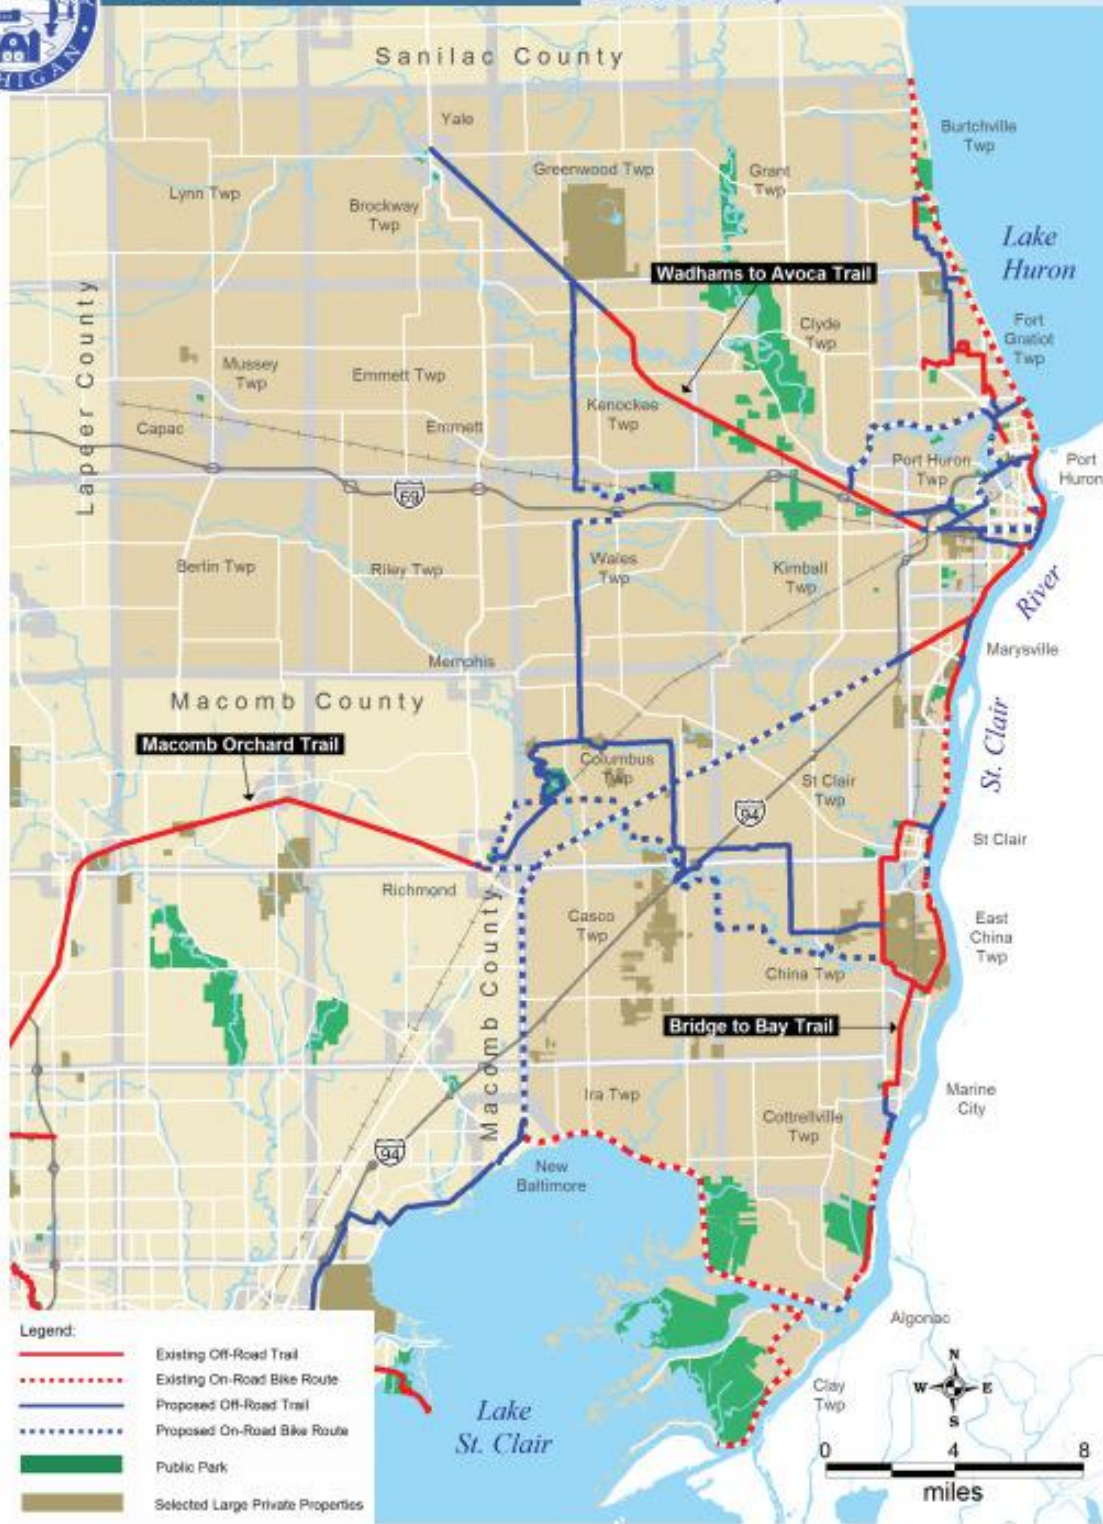 HIGAN
Sanilac County
Yale
Burtchville
Twp
Greenwood Twp
Grant
Twp
Lynn Twp
Brockway
Twp
Lake
Huron
Wadhams to Avoca Trail
Lapeer County
Clyde
Twp
Fort
Gratiot
Twp
Mussey
Twp
Emmett Twp
Kenockee
Twp
Capac
Emmett
Port Huron
Twp
Port
Huron
69
Bertin Twp
Riley Twp
Wales
Twp
Kimball
Twp
River
Memphis
Marysville
Macomb County
St. Clair
Macomb Orchard Trail
Columbus
Twp
St Clair
Twp
94
St Clair
Richmond
Macomb County
Casco
Twp
East
China
Twp
China Twp
Bridge to Bay Trail
Ira Twp
Marine
City
Cottrellville
Twp
94
New
Baltimore
Algonac
Clay
Twp
Lake
St. Clair
N
W E
S
0 4 8
miles
Legend:
Existing Off-Road Trail
Existing On-Road Bike Route
Proposed Off-Road Trail
Proposed On-Road Bike Route
Public Park
Selected Large Private Properties